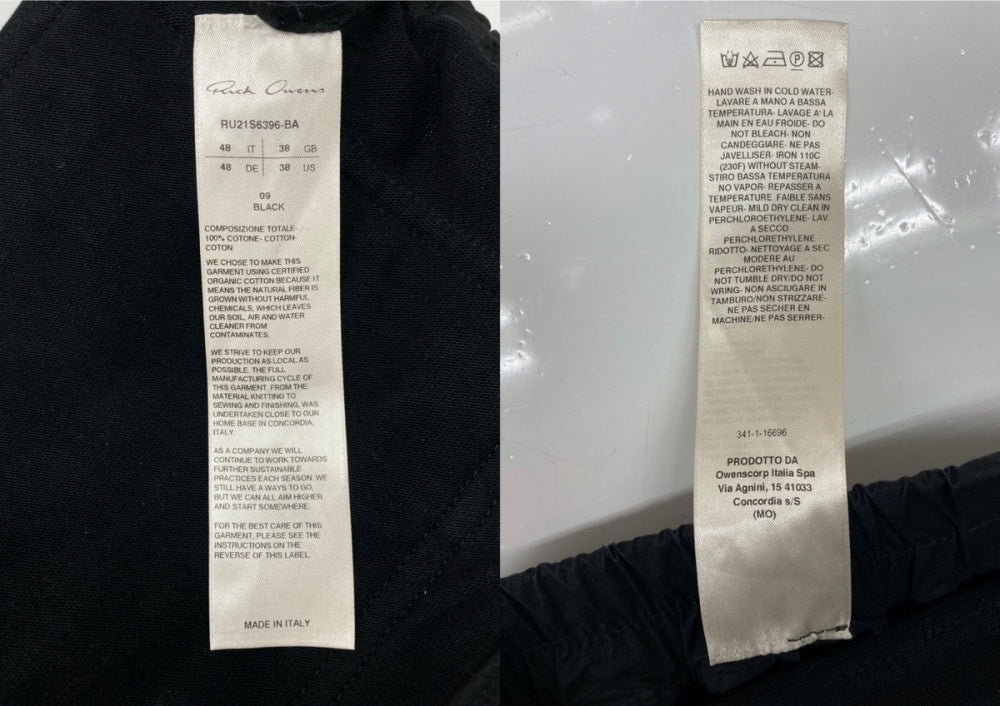 Rick Owens
RU21S6396-BA
48 IT 38 GB
48 DE 38 US
09
BLACK
COMPOSIZIONE TOTALE-
100% COTONE- COTTON-
COTON
WE CHOSE TO MAKE THIS
GARMENT USING CERTIFIED
ORGANIC COTTON BECAUSE IT
MEANS THE NATURAL FIBER IS
GROWN WITHOUT HARMFUL
CHEMICALS, WHICH LEAVES
OUR SOIL, AIR AND WATER
CLEANER FROM
CONTAMINATES.
WE STRIVE TO KEEP OUR
PRODUCTION AS LOCAL AS
POSSIBLE. THE FULL
MANUFACTURING CYCLE OF
THIS GARMENT, FROM THE
MATERIAL KNITTING TO
SEWING AND FINISHING, WAS
UNDERTAKEN CLOSE TO OUR
HOME BASE IN CONCORDIA,
ITALY.
AS A COMPANY WE WILL
CONTINUE TO WORK TOWARDS
FURTHER SUSTAINABLE
PRACTICES EACH SEASON. WE
STILL HAVE A WAYS TO GO,
BUT WE CAN ALL AIM HIGHER
AND START SOMEWHERE.
FOR THE BEST CARE OF THIS
GARMENT, PLEASE SEE THE
INSTRUCTIONS ON THE
REVERSE OF THIS LABEL.
MADE IN ITALY
P
HAND WASH IN COLD WATER-
LAVARE A MANO A BASSA
TEMPERATURA- LAVAGE A'LA
MAIN EN EAU FROIDE- DO
NOT BLEACH- NON
CANDEGGIARE- NE PAS
JAVELLISER- IRON 110C
(230F) WITHOUT STEAM-
STIRO BASSA TEMPERATURA
NO VAPOR- REPASSER A
TEMPERATURE FAIBLE SANS
VAPEUR- MILD DRY CLEAN IN
PERCHLOROETHYLENE- LAV
A SECCO
PERCHLORETHYLENE
RIDOTTO- NETTOYAGE A SEC
MODERE AU
PERCHLORETHYLENE- DO
NOT TUMBLE DRY/DO NOT
WRING- NON ASCIUGARE IN
TAMBURO/NON STRIZZARE-
NE PAS SECHER EN
MACHINE/NE PAS SERRER-
341-1-16696
PRODOTTO DA
Owenscorp Italia Spa
Via Agnini, 15 41033
Concordia s/S
(MO)